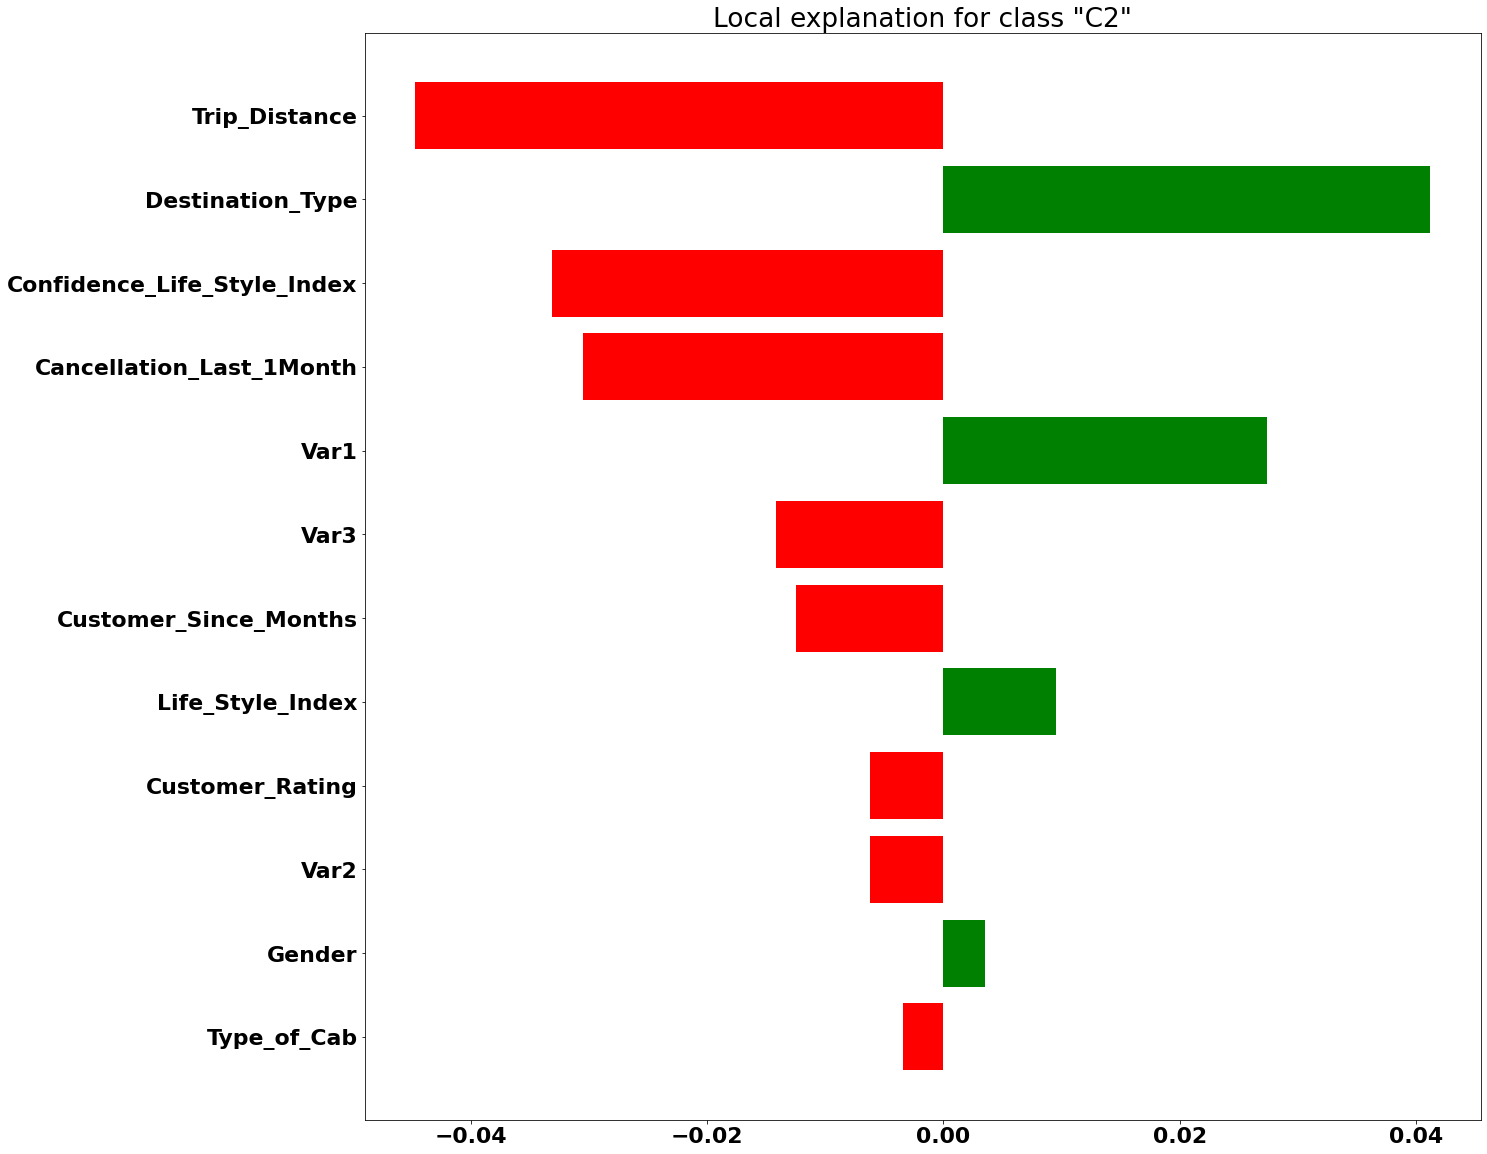 Local explanation for class "C2"
Trip_Distance
Destination_Type
Confidence_Life_Style_Index
Cancellation_Last_1Month
Var1
Var3
Customer_Since_Months
Life_Style_Index
Customer_Rating
Var2
Gender
Type_of_Cab
−0.04 −0.02 0.00 0.02 0.04